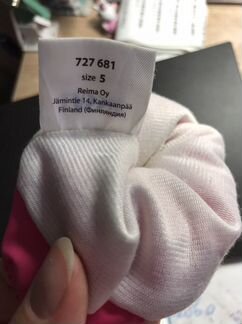 727 681
size 5
Reima Oy
Jämintie 14, Kankaanpää
Finland (Финляндия)